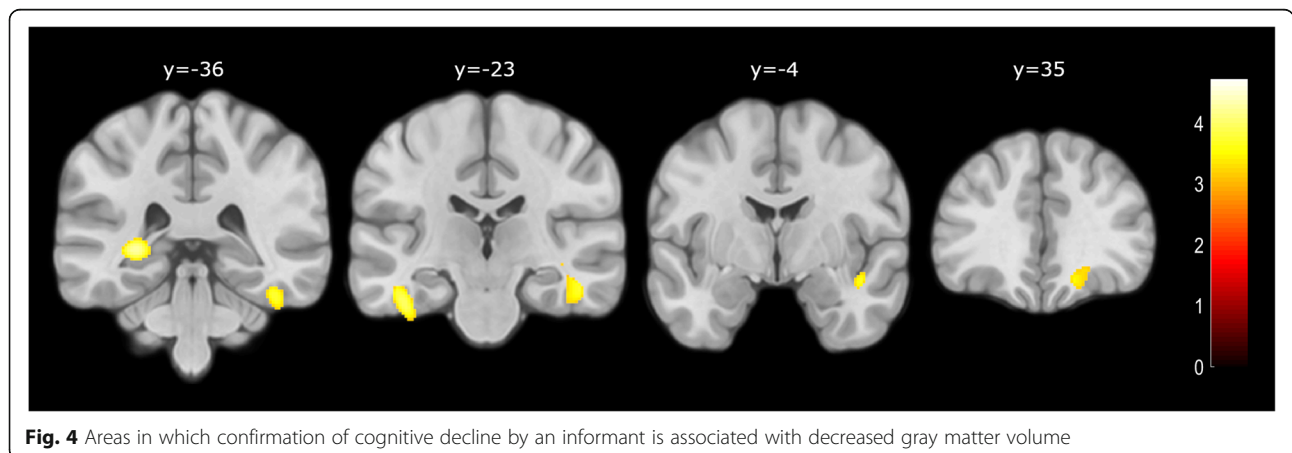 y=-36
y=-23
y=-4
y=35
4
3
2
1
0
Fig. 4 Areas in which confirmation of cognitive decline by an informant is associated with decreased gray matter volume